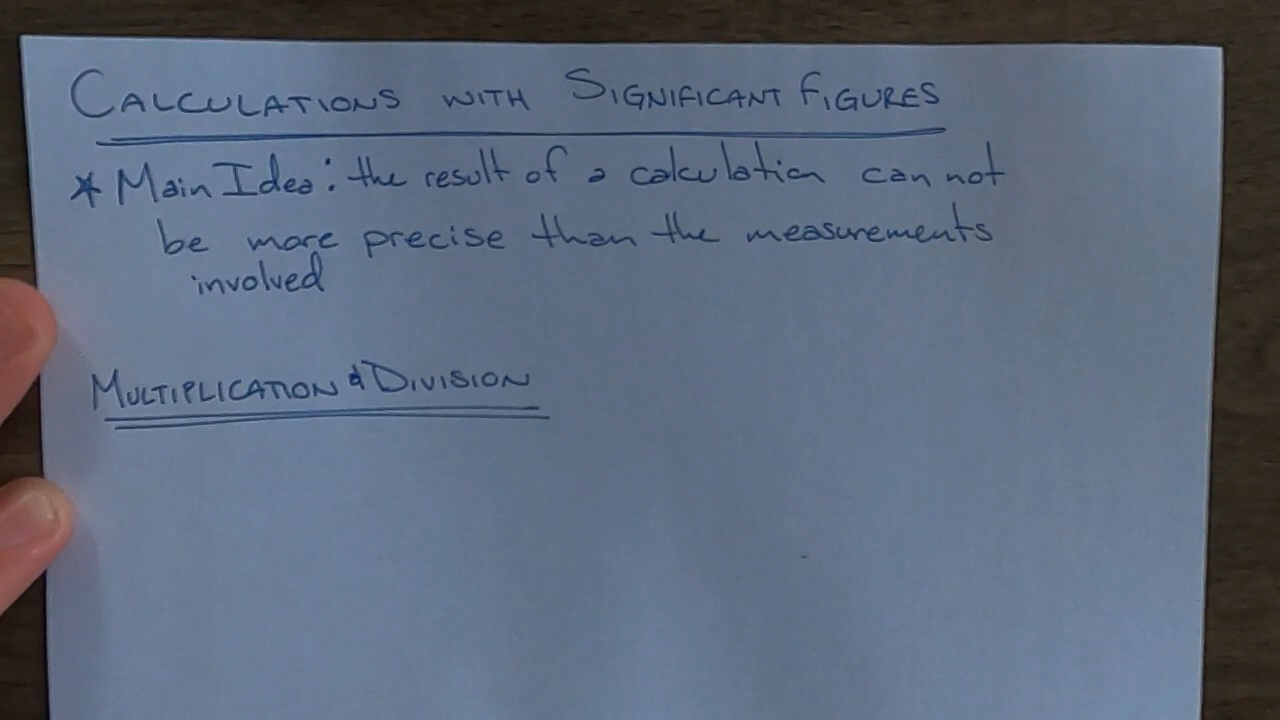 CALCULATIONS WITH SIGNIFICANT FIGURES
* Main Idea: the result of a calculation can not
be more precise than the measurements
involved
MULTIPLICATION & DIVISION